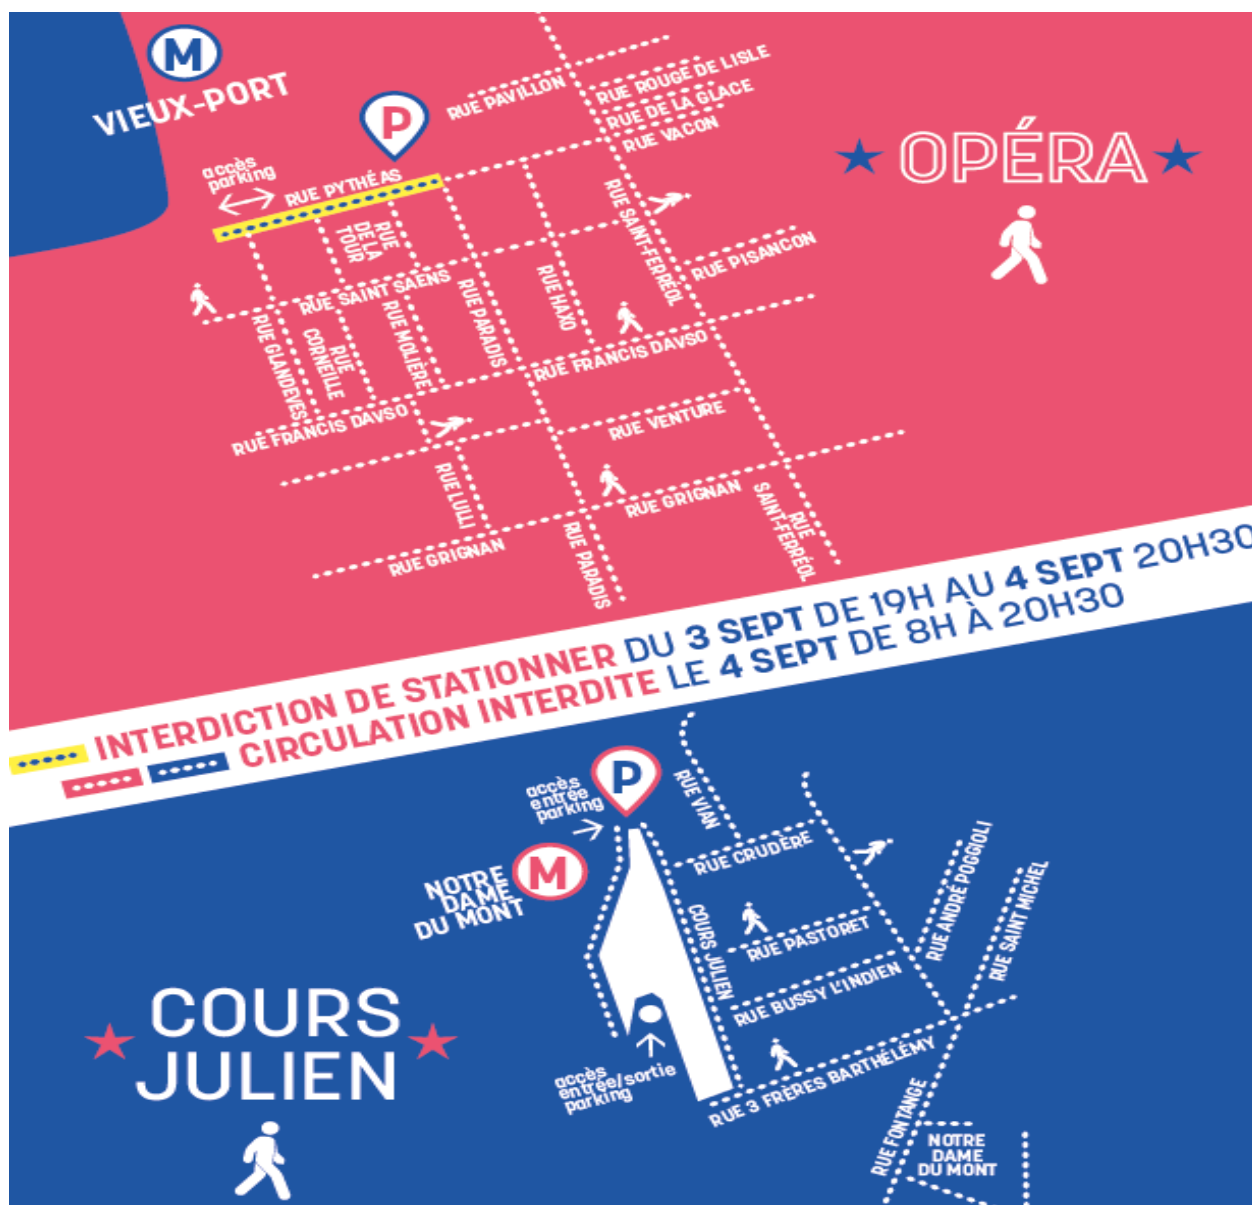 M
VIEUX-PORT
P
accès
parking
RUE PYTHÉAS
RUE PAVILLON
RUE ROUGE DE LISLE
RUE DE LA GLACE
RUE VACON
OPÉRA
RUE
DE LA
TOUR
RUE SAINT-FERRÉOL
RUE PISANCON
RUE SAINT SAËNS
RUE PARADIS
RUE HAXO
RUE GLANDEVES
RUE
CORNEILLE
RUE MOLIÈRE
RUE FRANCIS DAVSO
RUE FRANCIS DAVSO
RUE VENTURE
RUE LULLI
RUE GRIGNAN
RUE GRIGNAN
RUE PARADIS
RUE
SAINT-FERRÉOL
INTERDICTION DE STATIONNER DU 3 SEPT DE 19H AU 4 SEPT 20H30
CIRCULATION INTERDITE LE 4 SEPT DE 8H À 20H30
P
accès
entrée
parking
RUE VIAN
RUE CRUDÈRE
M
NOTRE
DAME
DU MONT
COURS JULIEN
RUE PASTORET
RUE ANDRÉ POGGIOLI
RUE SAINT MICHEL
RUE BUSSY L'INDIEN
COURS
JULIEN
accès
entrée/sortie
parking
RUE 3 FRÈRES BARTHÉLÉMY
RUE FONTANGE
NOTRE
DAME
DU MONT